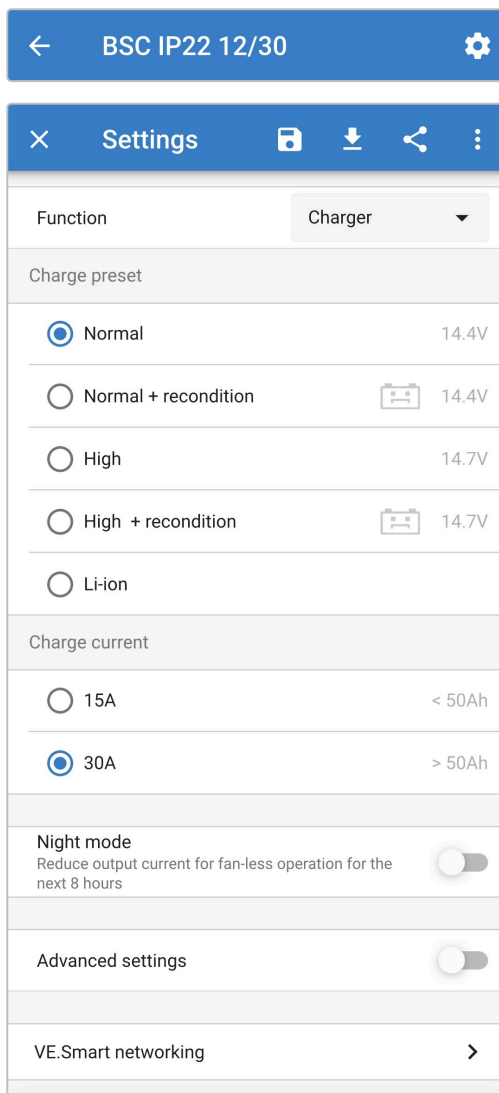 BSC IP22 12/30
Settings
Function Charger
Charge preset
Normal 14.4V
Normal + recondition 14.4V
High 14.7V
High + recondition 14.7V
Li-ion
Charge current
15A < 50Ah
30A > 50Ah
Night mode
Reduce output current for fan-less operation for the
next 8 hours
Advanced settings
VE.Smart networking